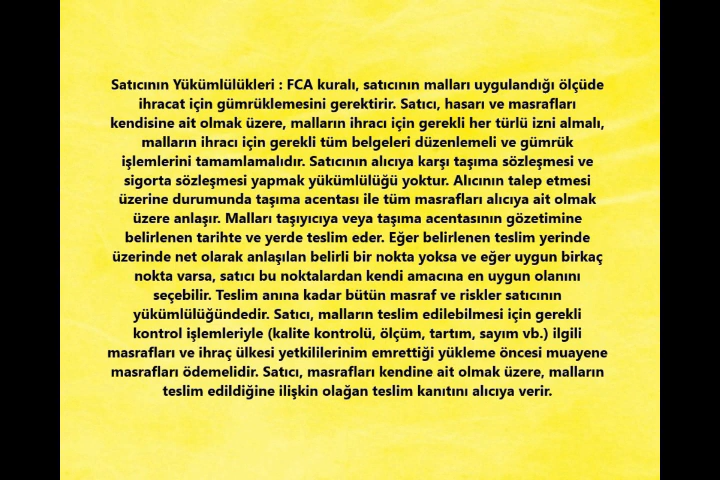 Satıcının Yükümlülükleri : FCA kuralı, satıcının malları uygulandığı ölçüde
ihracat için gümrüklemesini gerektirir. Satıcı, hasarı ve masrafları
kendisine ait olmak üzere, malların ihracı için gerekli her türlü izni almalı,
malların ihracı için gerekli tüm belgeleri düzenlemeli ve gümrük
işlemlerini tamamlamalıdır. Satıcının alıcıya karşı taşıma sözleşmesi ve
sigorta sözleşmesi yapmak yükümlülüğü yoktur. Alıcının talep etmesi
üzerine durumunda taşıma acentası ile tüm masrafları alıcıya ait olmak
üzere anlaşır. Malları taşıyıcıya veya taşıma acentasının gözetimine
belirlenen tarihte ve yerde teslim eder. Eğer belirlenen teslim yerinde
üzerinde net olarak anlaşılan belirli bir nokta yoksa ve eğer uygun birkaç
nokta varsa, satıcı bu noktalardan kendi amacına en uygun olanını
seçebilir. Teslim anına kadar bütün masraf ve riskler satıcının
yükümlülüğündedir. Satıcı, malların teslim edilebilmesi için gerekli
kontrol işlemleriyle (kalite kontrolü, ölçüm, tartım, sayım vb.) ilgili
masrafları ve ihraç ülkesi yetkililerinim emrettiği yükleme öncesi muayene
masrafları ödemelidir. Satıcı, masrafları kendine ait olmak üzere, malların
teslim edildiğine ilişkin olağan teslim kanıtını alıcıya verir.